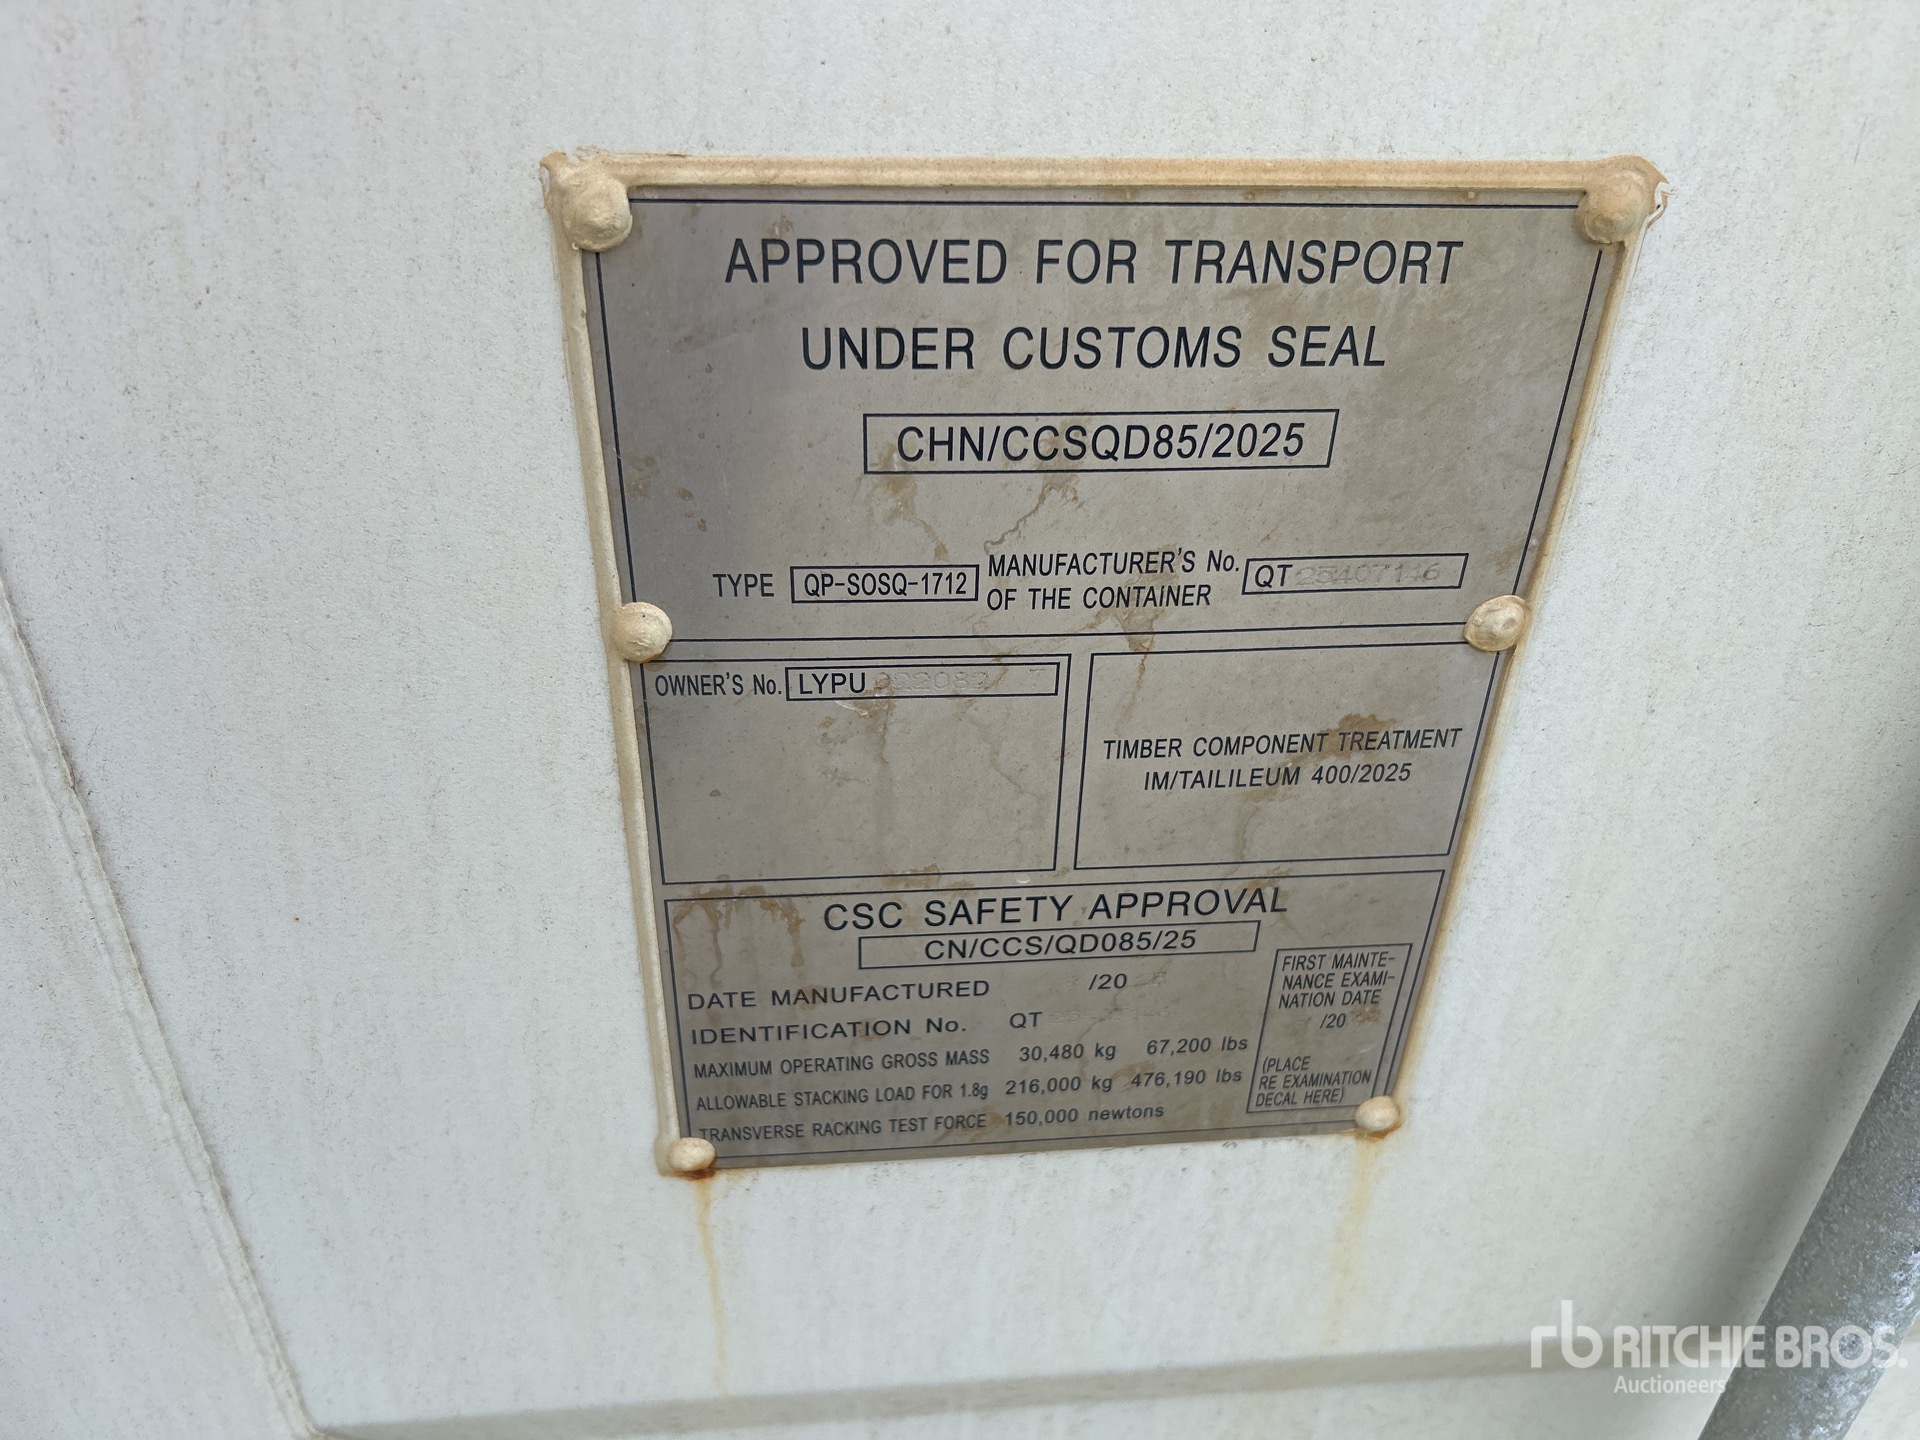 APPROVED FOR TRANSPORT
UNDER CUSTOMS SEAL
CHN/CCSQD85/2025
TYPE QP-SOSQ-1712 MANUFACTURER'S No. OF THE CONTAINER QT 25407146
OWNER'S No. LYPU
TIMBER COMPONENT TREATMENT
IM/TAILILEUM 400/2025
CSC SAFETY APPROVAL
CN/CCS/QD085/25
DATE MANUFACTURED /20
IDENTIFICATION No. QT
MAXIMUM OPERATING GROSS MASS 30,480 kg 67,200 lbs
ALLOWABLE STACKING LOAD FOR 1.8g 216,000 kg 476,190 lbs
TRANSVERSE RACKING TEST FORCE 150,000 newtons
FIRST MAINTE-
NANCE EXAMI-
NATION DATE
/20
(PLACE
RE EXAMINATION
DECAL HERE)
rb RITCHIE BROS.
Auctioneers